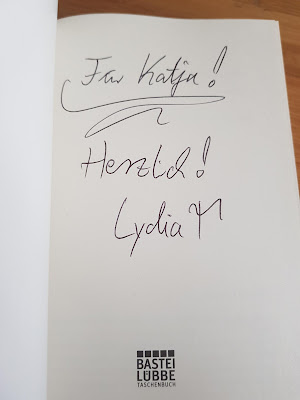 Für Katja!
Herzlich!
Lydia
BASTEI
LÜBBE
TASCHENBUCH